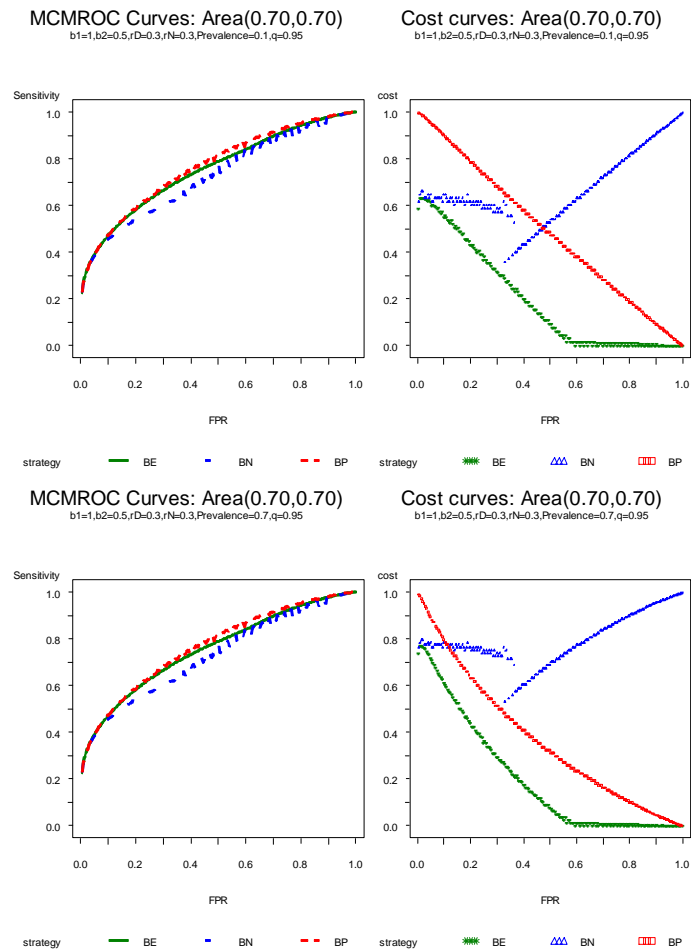 MCMROC Curves: Area(0.70,0.70)
b1=1,b2=0.5,rD=0.3,rN=0.3,Prevalence=0.1,q=0.95
Sensitivity
1.0
0.8
0.6
0.4
0.2
0.0
0.0 0.2 0.4 0.6 0.8 1.0
FPR
strategy BE BN BP
Cost curves: Area(0.70,0.70)
b1=1,b2=0.5,rD=0.3,rN=0.3,Prevalence=0.1,q=0.95
cost
1.0
0.8
0.6
0.4
0.2
0.0
0.0 0.2 0.4 0.6 0.8 1.0
FPR
strategy BE BN BP
MCMROC Curves: Area(0.70,0.70)
b1=1,b2=0.5,rD=0.3,rN=0.3,Prevalence=0.7,q=0.95
Sensitivity
1.0
0.8
0.6
0.4
0.2
0.0
0.0 0.2 0.4 0.6 0.8 1.0
FPR
strategy BE BN BP
Cost curves: Area(0.70,0.70)
b1=1,b2=0.5,rD=0.3,rN=0.3,Prevalence=0.7,q=0.95
cost
1.0
0.8
0.6
0.4
0.2
0.0
0.0 0.2 0.4 0.6 0.8 1.0
FPR
strategy BE BN BP